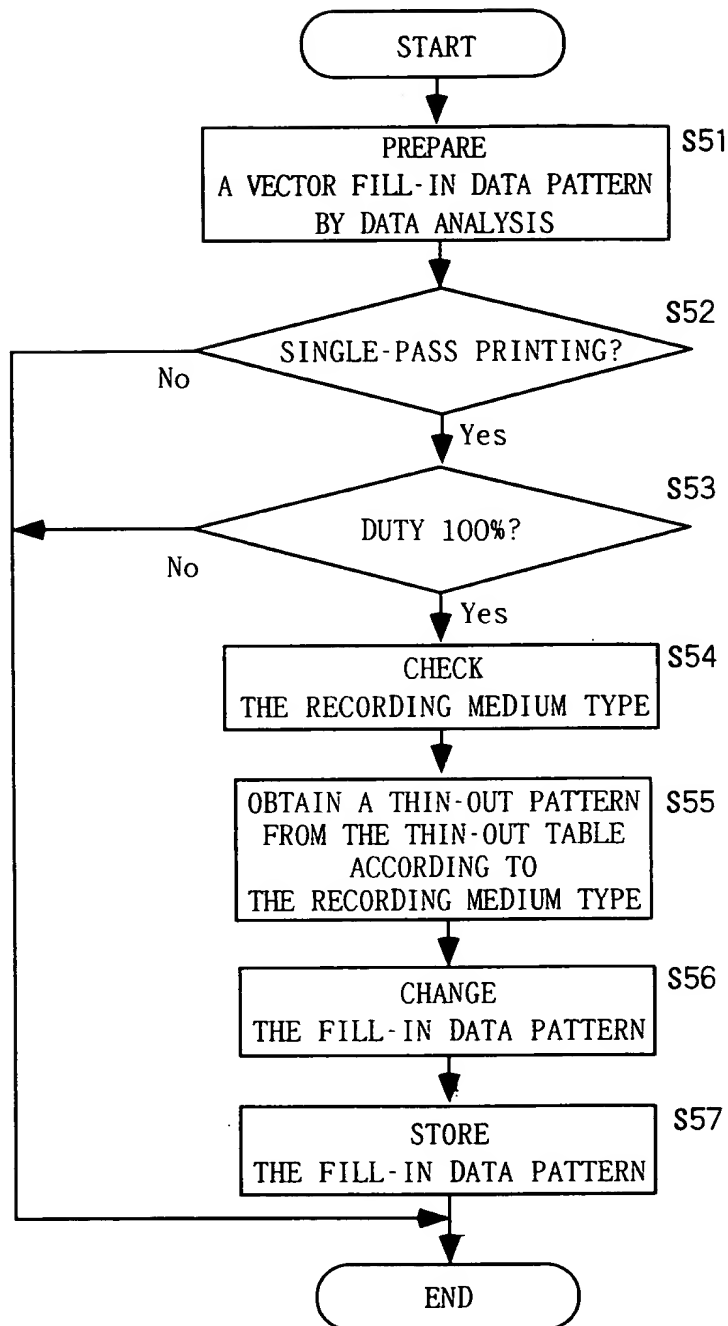 START
S51
PREPARE
A VECTOR FILL-IN DATA PATTERN
BY DATA ANALYSIS
S52
SINGLE-PASS PRINTING?
No
Yes
S53
DUTY 100%?
No
Yes
S54
CHECK
THE RECORDING MEDIUM TYPE
S55
OBTAIN A THIN-OUT PATTERN
FROM THE THIN-OUT TABLE
ACCORDING TO
THE RECORDING MEDIUM TYPE
S56
CHANGE
THE FILL-IN DATA PATTERN
S57
STORE
THE FILL-IN DATA PATTERN
END